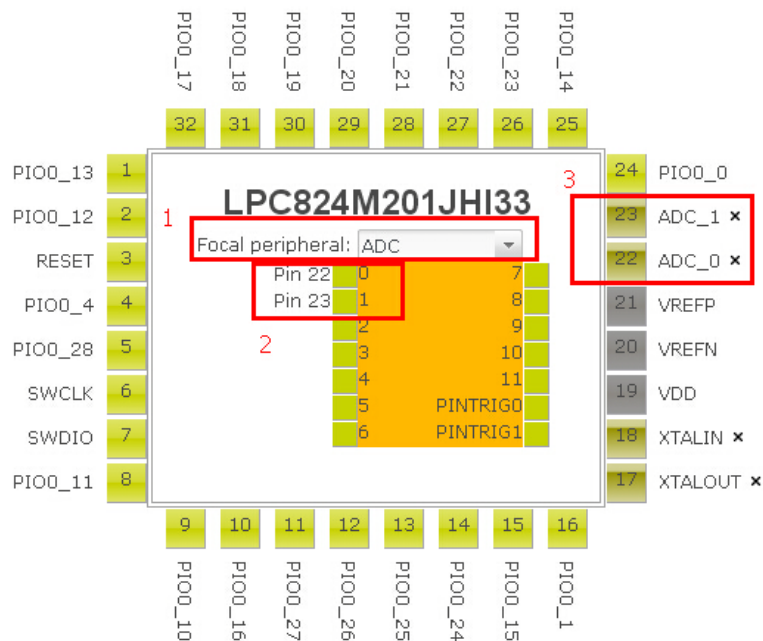 PIO0_17 PIO0_18 PIO0_19 PIO0_20 PIO0_21 PIO0_22 PIO0_23 PIO0_14
32 31 30 29 28 27 26 25
PIO0_13 1
PIO0_12 2
RESET 3
PIO0_4 4
PIO0_28 5
SWCLK 6
SWDIO 7
PIO0_11 8
LPC824M201JHI33
1
Focal peripheral: ADC
Pin 22 0 7
Pin 23 1 8
2 9
3 10
4 11
5 PINTRIG0
6 PINTRIG1
2
3
24 PIO0_0
23 ADC_1 ×
22 ADC_0 ×
21 VREFP
20 VREFN
19 VDD
18 XTALIN ×
17 XTALOUT ×
9 10 11 12 13 14 15 16
PIO0_10 PIO0_16 PIO0_27 PIO0_26 PIO0_25 PIO0_24 PIO0_15 PIO0_1